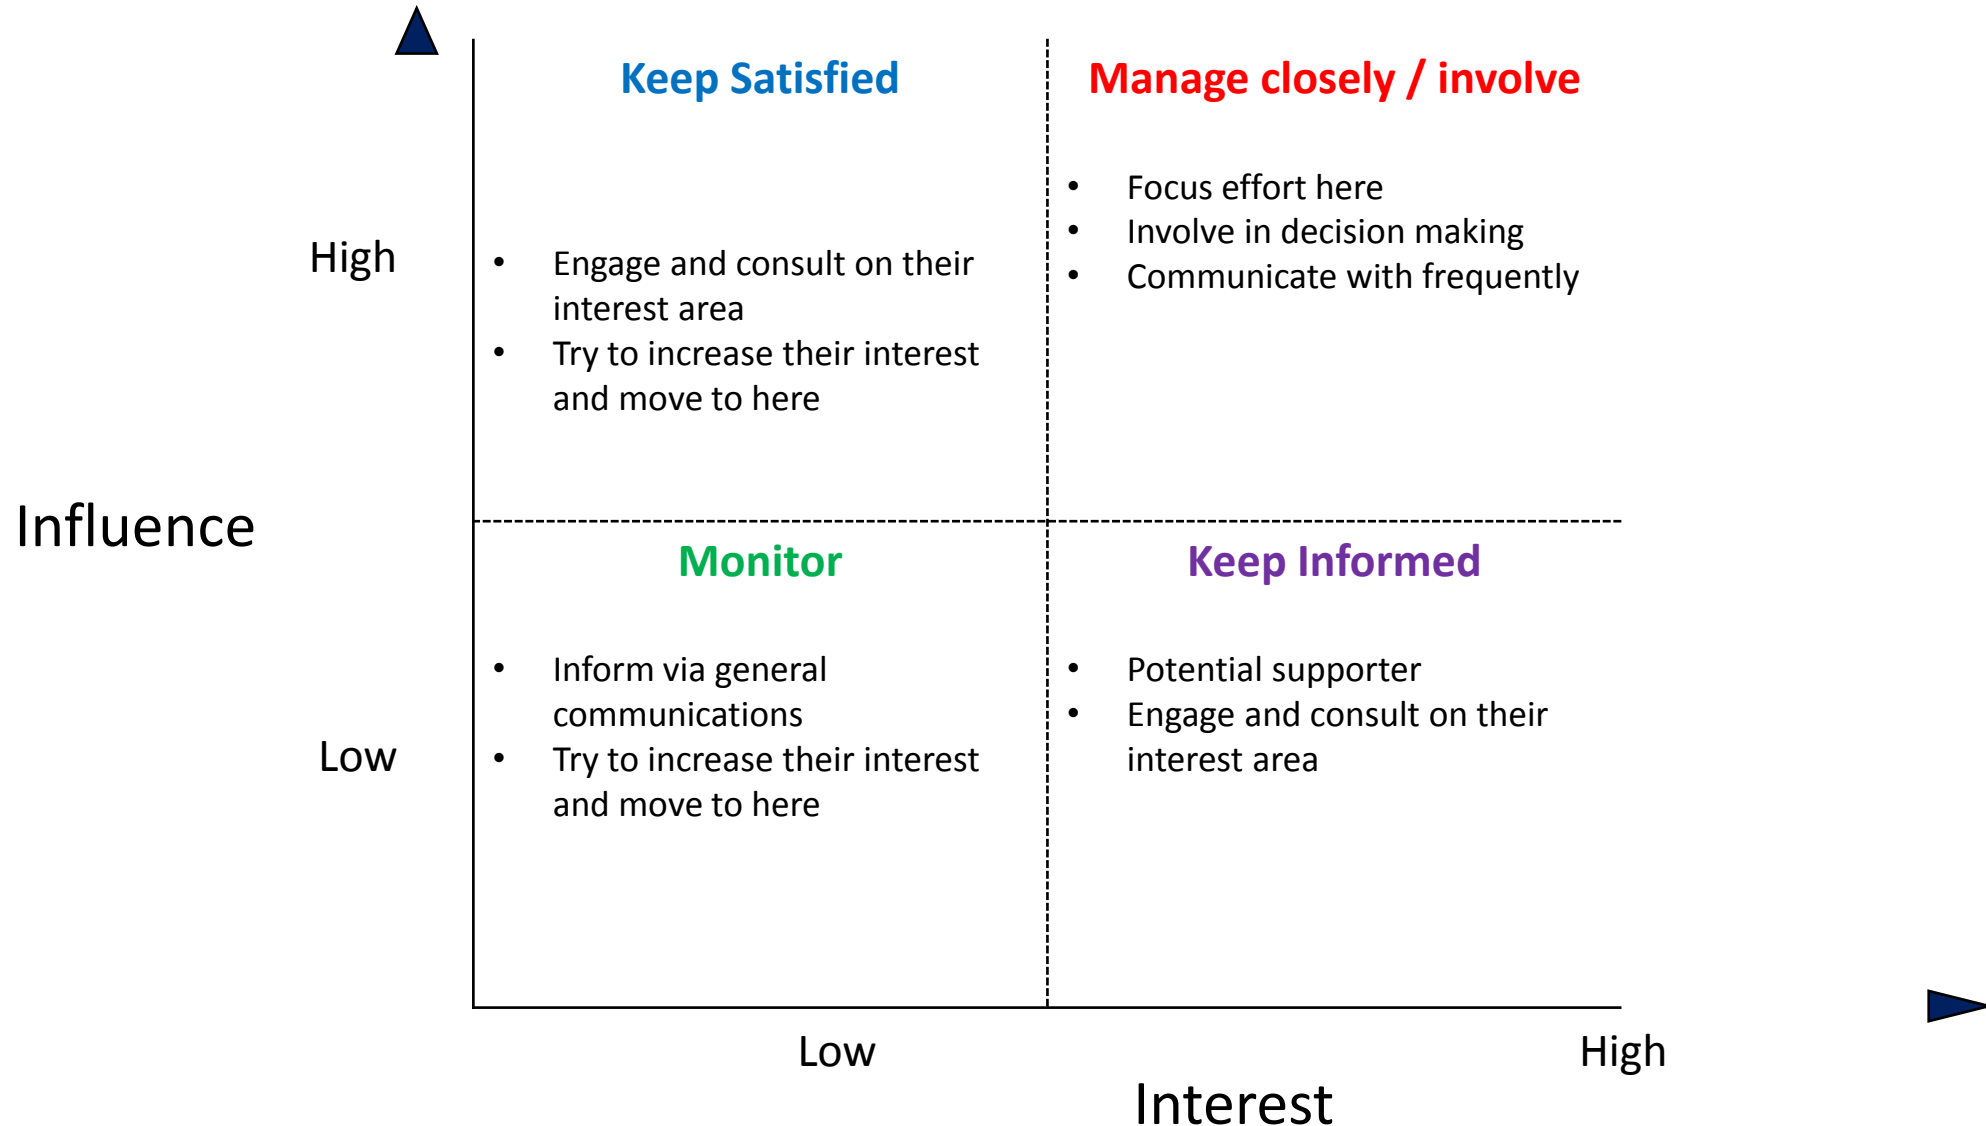 Keep Satisfied
Manage closely / involve
• Focus effort here
• Involve in decision making
• Communicate with frequently
High
• Engage and consult on their
interest area
• Try to increase their interest
and move to here
Influence
Monitor
Keep Informed
• Inform via general
communications
• Try to increase their interest
and move to here
• Potential supporter
• Engage and consult on their
interest area
Low
Low
High
Interest